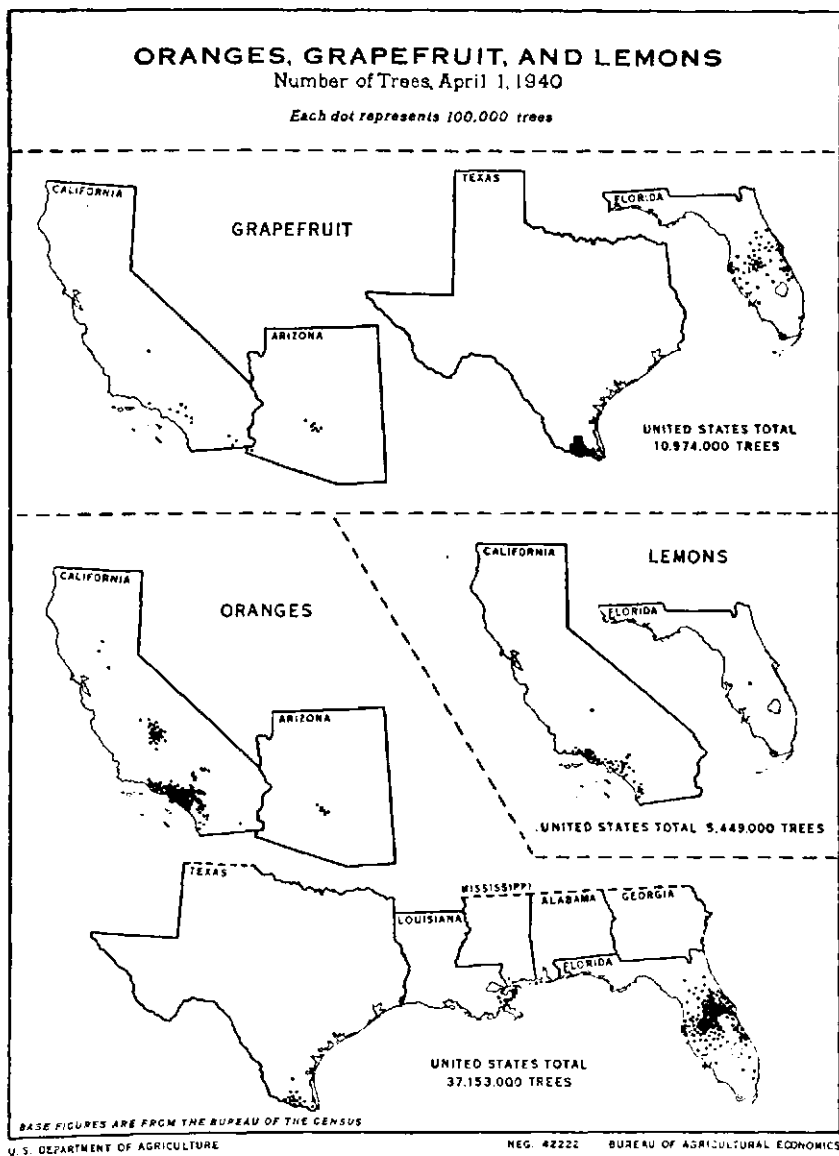 ORANGES, GRAPEFRUIT, AND LEMONS
Number of Trees, April 1, 1940
Each dot represents 100,000 trees
CALIFORNIA
GRAPEFRUIT
ARIZONA
TEXAS
FLORIDA
UNITED STATES TOTAL
10,974,000 TREES
CALIFORNIA
ORANGES
ARIZONA
CALIFORNIA
LEMONS
FLORIDA
UNITED STATES TOTAL 5,449,000 TREES
TEXAS
LOUISIANA
MISSISSIPPI
ALABAMA
GEORGIA
FLORIDA
UNITED STATES TOTAL
37,153,000 TREES
BASE FIGURES ARE FROM THE BUREAU OF THE CENSUS
U. S. DEPARTMENT OF AGRICULTURE NEG. 42222 BUREAU OF AGRICULTURAL ECONOMICS